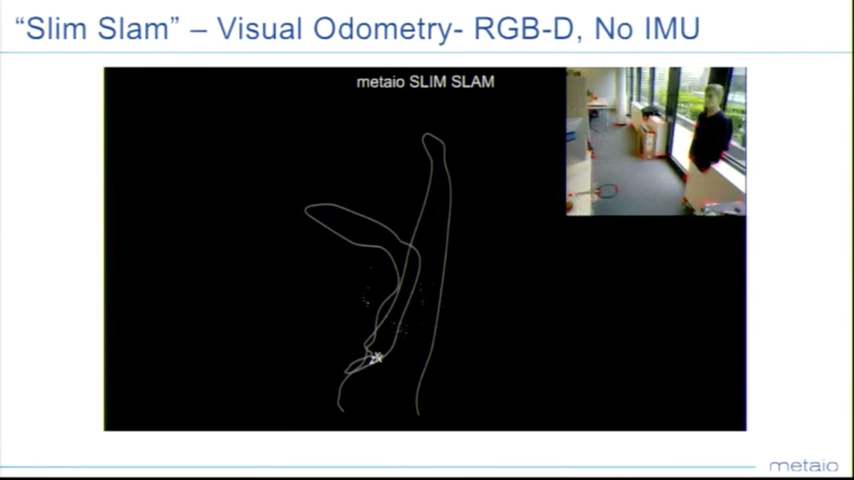 “Slim Slam” – Visual Odometry- RGB-D, No IMU
metaio SLIM SLAM
metaio